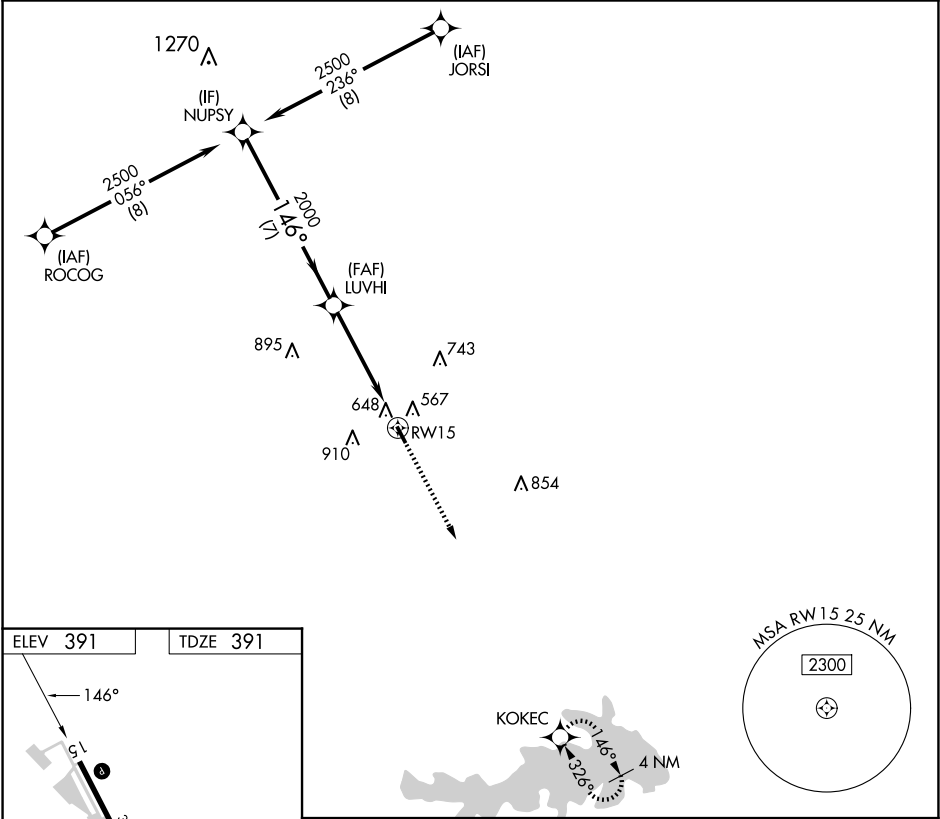 1270
(IAF)
JORSI
2500
236°
(8)
(IF)
NUPSY
2500
056°
(8)
(IAF)
ROCOG
2000
146°
(7)
(FAF)
LUVHI
895
743
648
567
RW15
910
854
ELEV 391
TDZE 391
146°
15
P
MSA RW15 25 NM
2300
KOKEC
146°
326°
4 NM